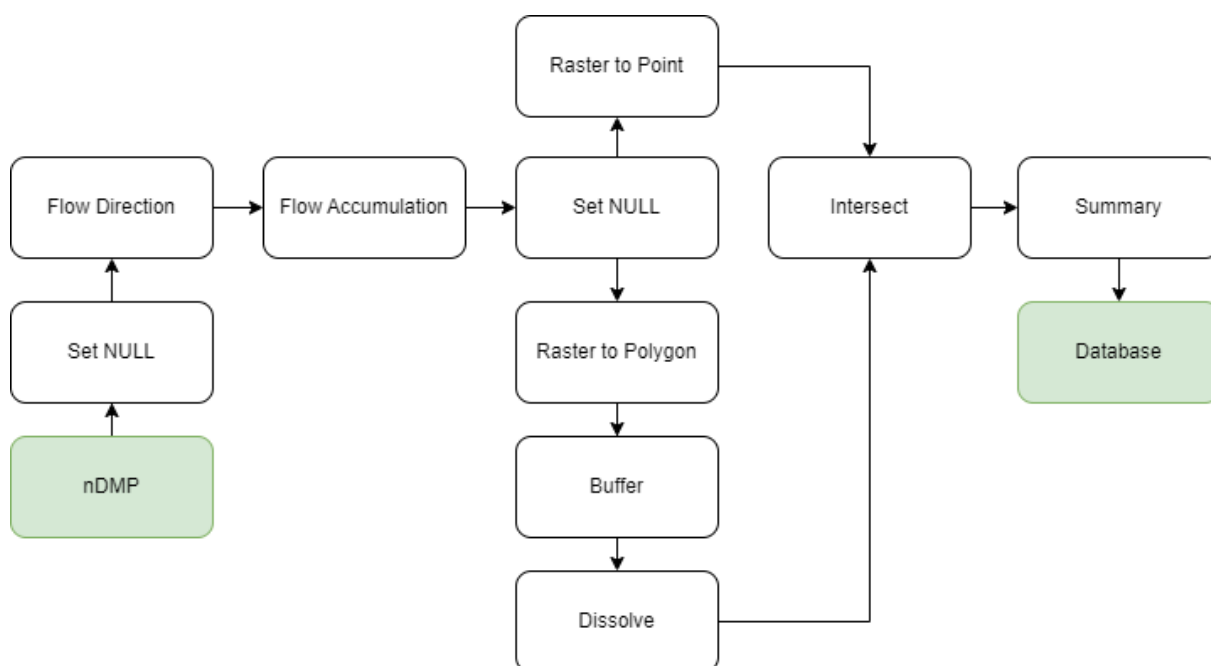 Raster to Point
Flow Direction
Flow Accumulation
Set NULL
Intersect
Summary
Set NULL
Raster to Polygon
Database
nDMP
Buffer
Dissolve